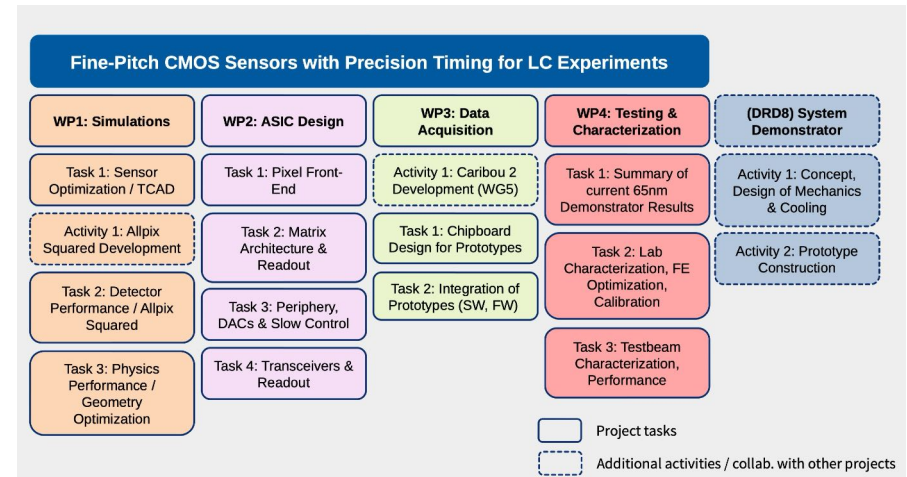 Fine-Pitch CMOS Sensors with Precision Timing for LC Experiments
WP1: Simulations
Task 1: Sensor
Optimization / TCAD
Activity 1: Allpix
Squared Development
Task 2: Detector
Performance / Allpix
Squared
Task 3: Physics
Performance /
Geometry
Optimization
WP2: ASIC Design
Task 1: Pixel Front-
End
Task 2: Matrix
Architecture &
Readout
Task 3: Periphery,
DACs & Slow Control
Task 4: Transceivers &
Readout
WP3: Data
Acquisition
Activity 1: Caribou 2
Development (WG5)
Task 1: Chipboard
Design for Prototypes
Task 2: Integration of
Prototypes (SW, FW)
WP4: Testing &
Characterization
Task 1: Summary of
current 65nm
Demonstrator Results
Task 2: Lab
Characterization, FE
Optimization,
Calibration
Task 3: Testbeam
Characterization,
Performance
(DRD8) System
Demonstrator
Activity 1: Concept,
Design of Mechanics
& Cooling
Activity 2: Prototype
Construction
Project tasks
Additional activities / collab. with other projects